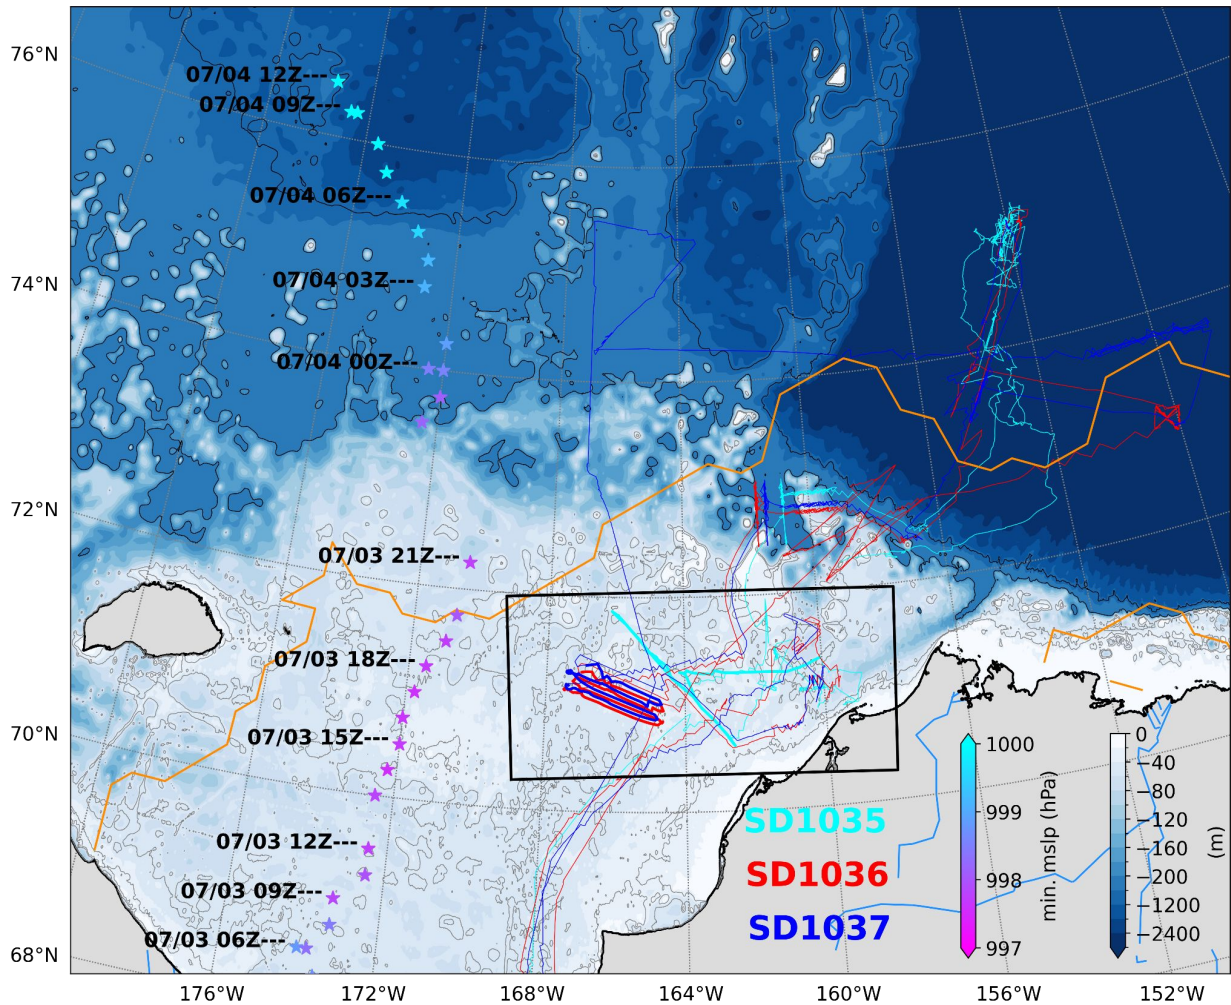 76°N
74°N
72°N
70°N
68°N
07/04 12Z---
07/04 09Z---
07/04 06Z---
07/04 03Z---
07/04 00Z---
07/03 21Z---
07/03 18Z---
07/03 15Z---
07/03 12Z---
07/03 09Z---
07/03 06Z---
SD1035
SD1036
SD1037
1000
999
998
997
min. mslp (hPa)
0
−40
−80
−120
−200
−1200
−2400
(m)
176°W 172°W 168°W 164°W 160°W 156°W 152°W